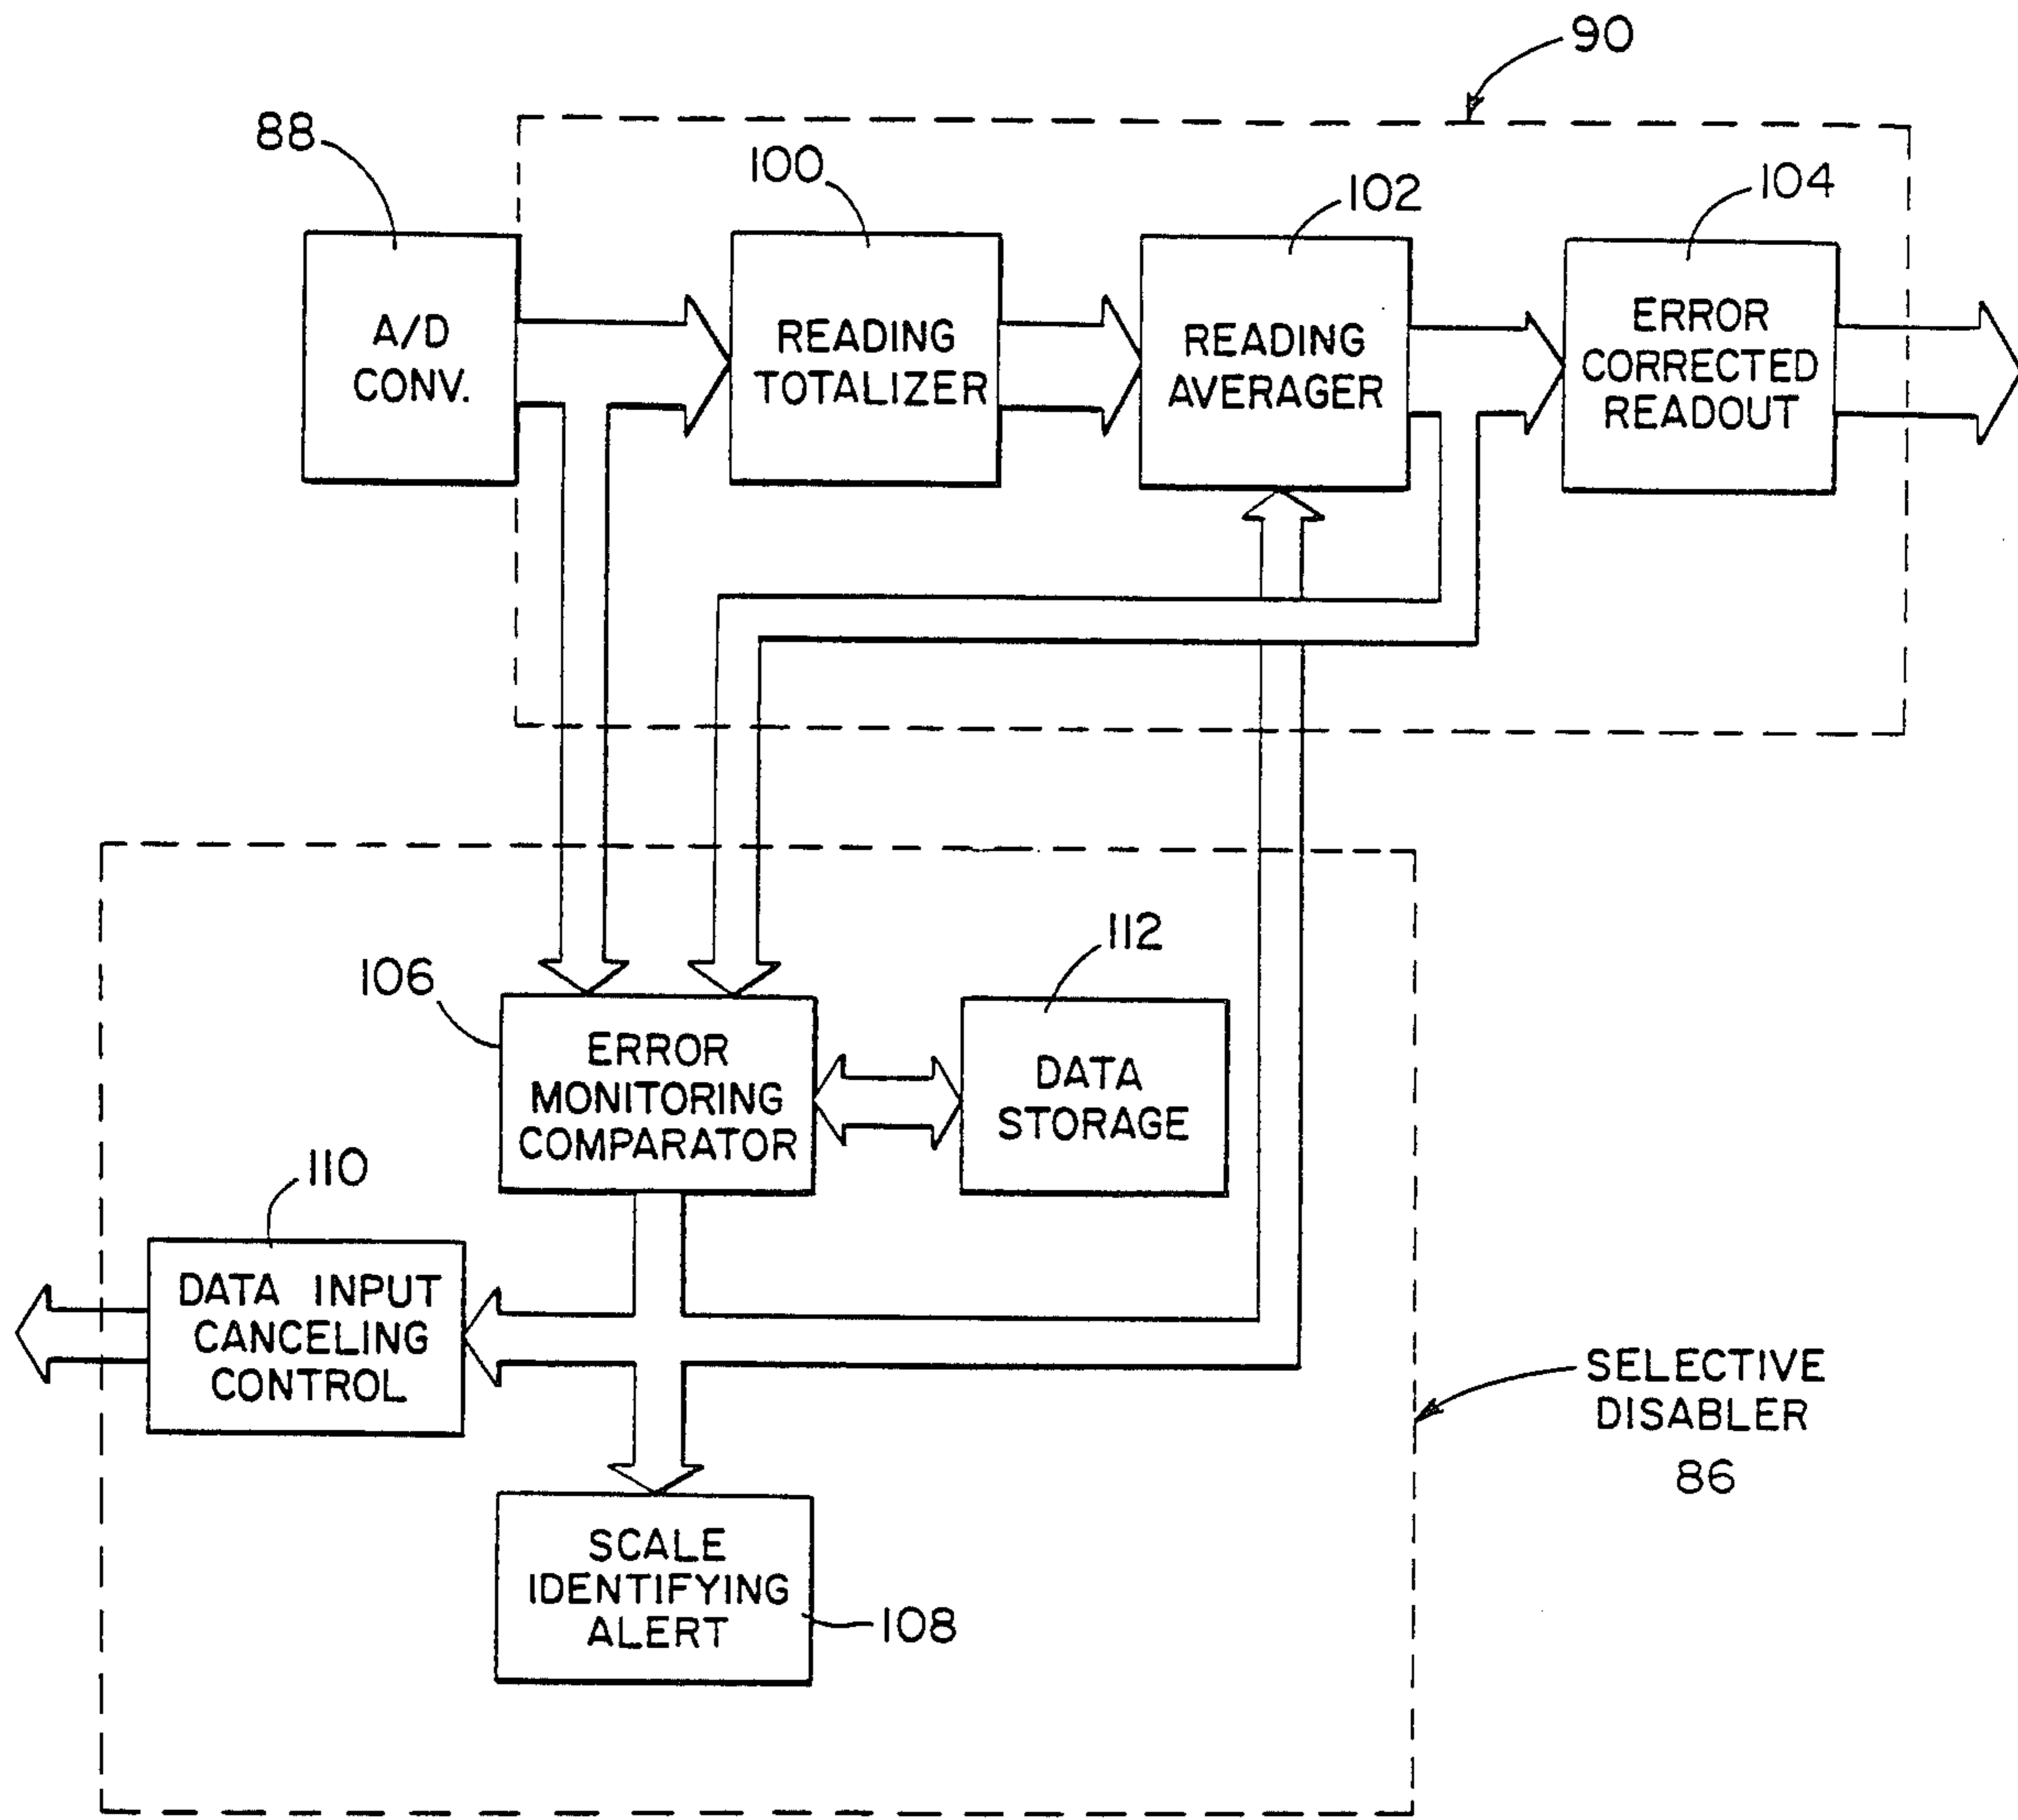 90
88
100
102
104
A/D
CONV.
READING
TOTALIZER
READING
AVERAGER
ERROR
CORRECTED
READOUT
112
106
ERROR
MONITORING
COMPARATOR
DATA
STORAGE
110
DATA INPUT
CANCELING
CONTROL
SELECTIVE
DISABLER
86
SCALE
IDENTIFYING
ALERT
108